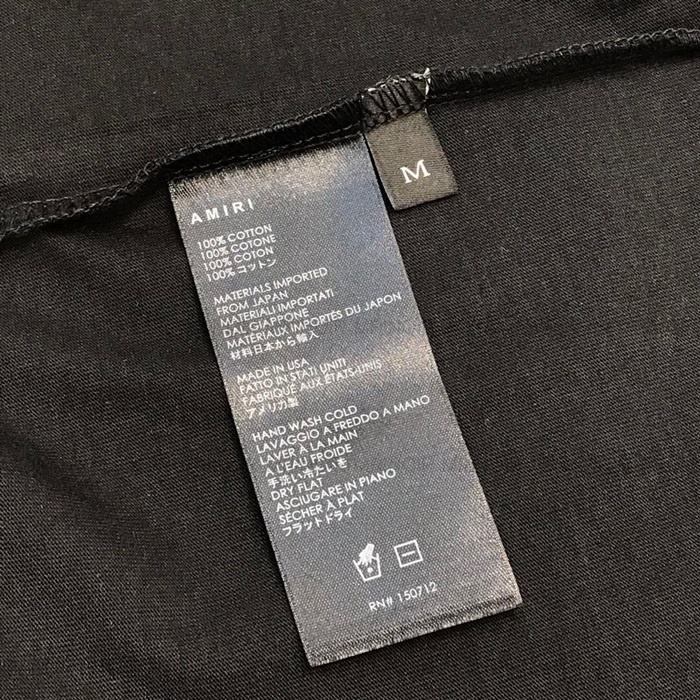 M
AMIRI
100% COTTON
100% COTONE
100% COTON
100% コットン
MATERIALS IMPORTED
FROM JAPAN
MATERIALI IMPORTATI
DAL GIAPPONE
MATÉRIAUX IMPORTÉS DU JAPON
材料日本から輸入
MADE IN USA
FATTO IN STATI UNITI
FABRIQUÉ AUX ÉTATS-UNIS
アメリカ製
HAND WASH COLD
LAVAGGIO A FREDDO A MANO
LAVER À LA MAIN
A L'EAU FROIDE
手洗い冷たいを
DRY FLAT
ASCIUGARE IN PIANO
SÉCHER À PLAT
フラットドライ
RN# 150712